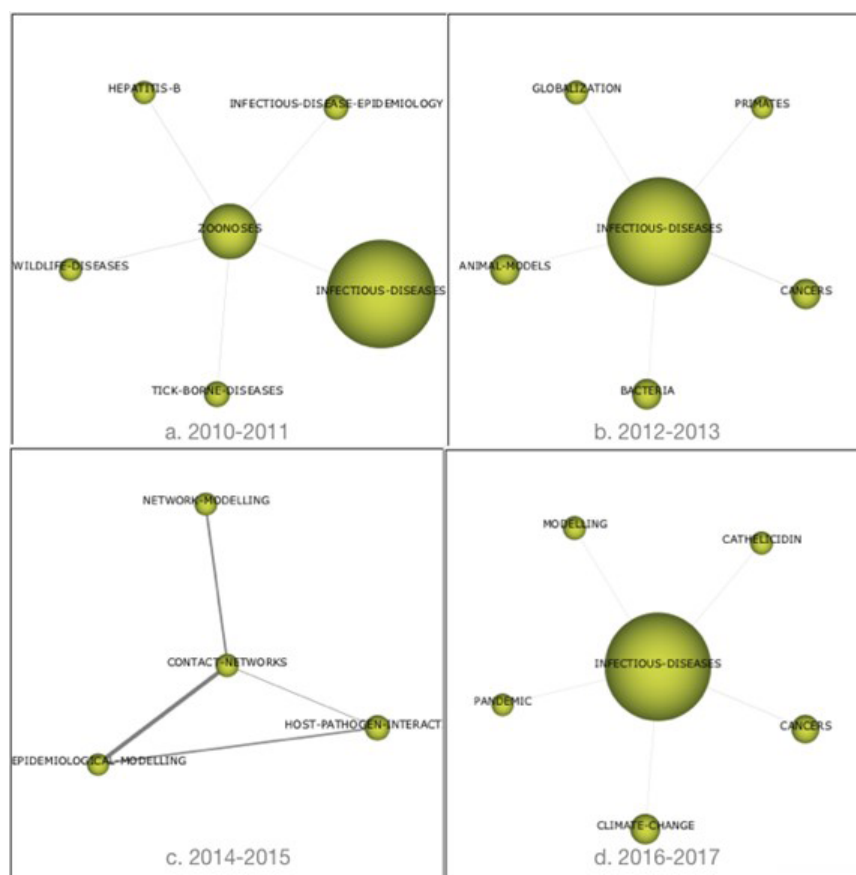 HEPATITIS-B
INFECTIOUS-DISEASE-EPIDEMIOLOGY
ZOONOSES
WILDLIFE-DISEASES
INFECTIOUS-DISEASES
TICK-BORNE-DISEASES
a. 2010-2011
GLOBALIZATION
PRIMATES
INFECTIOUS-DISEASES
ANIMAL-MODELS
CANCERS
BACTERIA
b. 2012-2013
NETWORK-MODELLING
CONTACT-NETWORKS
HOST-PATHOGEN-INTERACT
EPIDEMIOLOGICAL-MODELLING
c. 2014-2015
MODELLING
CATHELICIDIN
INFECTIOUS-DISEASES
PANDEMIC
CANCERS
CLIMATE-CHANGE
d. 2016-2017